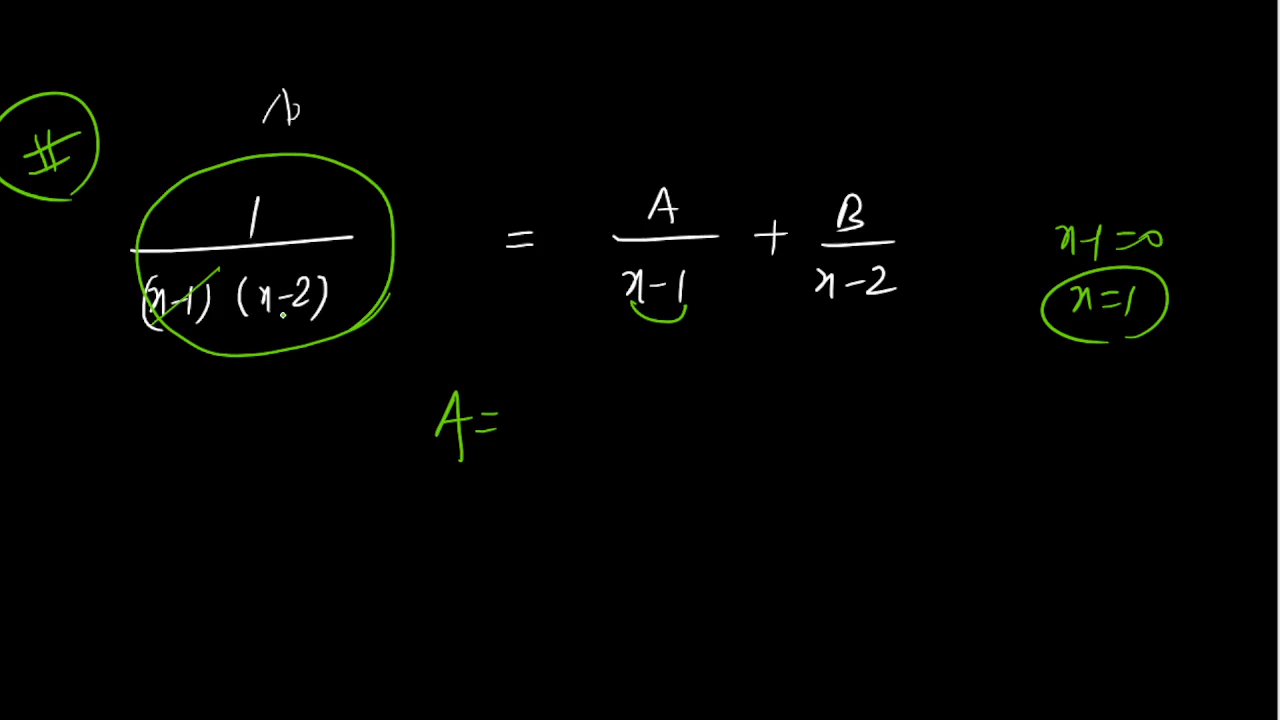 #
1 / (x-1) (x-2) = A / x-1 + B / x-2
x-1=0
x=1
A=